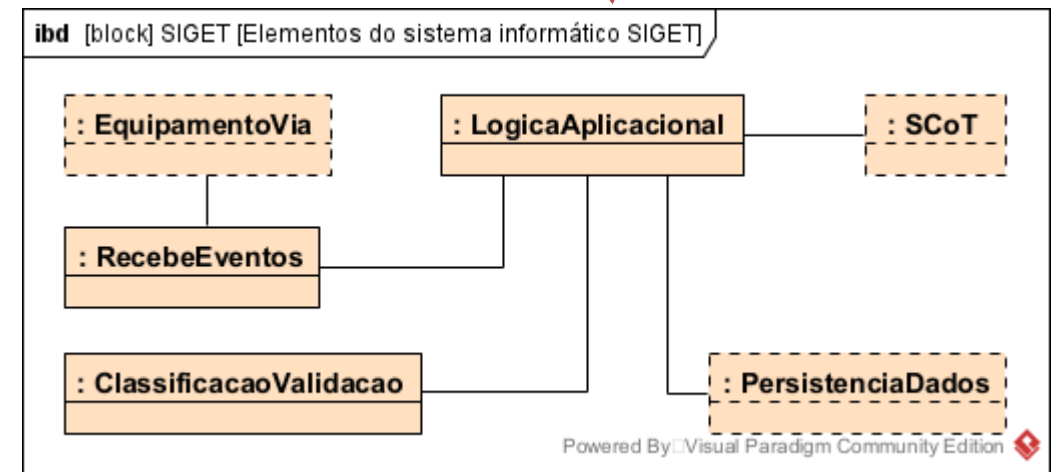 ibd [block] SIGET [Elementos do sistema informático SIGET]
: EquipamentoVia
: LogicaAplicacional
: SCoT
: RecebeEventos
: ClassificacaoValidacao
: PersistenciaDados
Powered By Visual Paradigm Community Edition